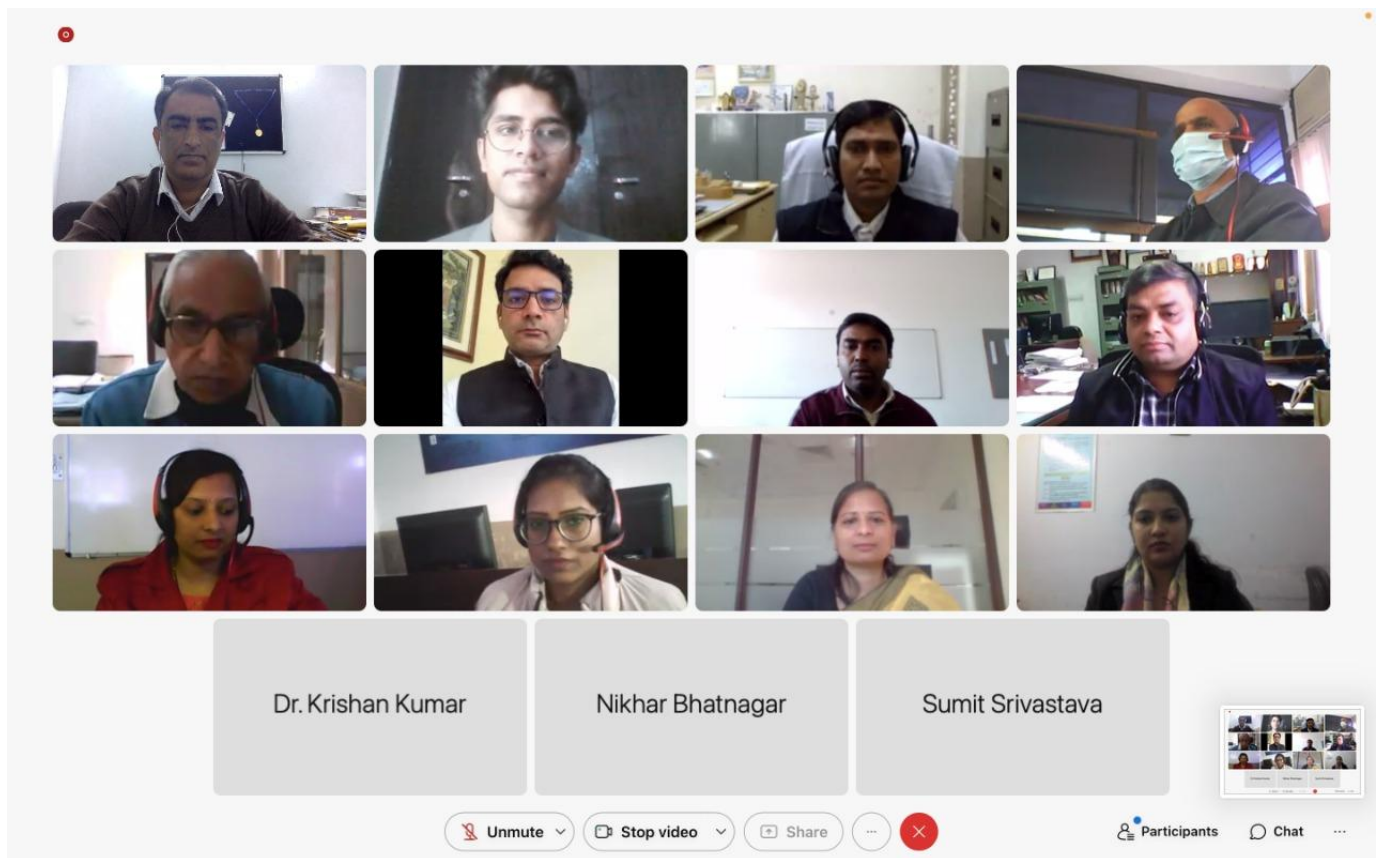 Dr. Krishan Kumar
Nikhar Bhatnagar
Sumit Srivastava
Unmute
Stop video
Share
Participants
Chat